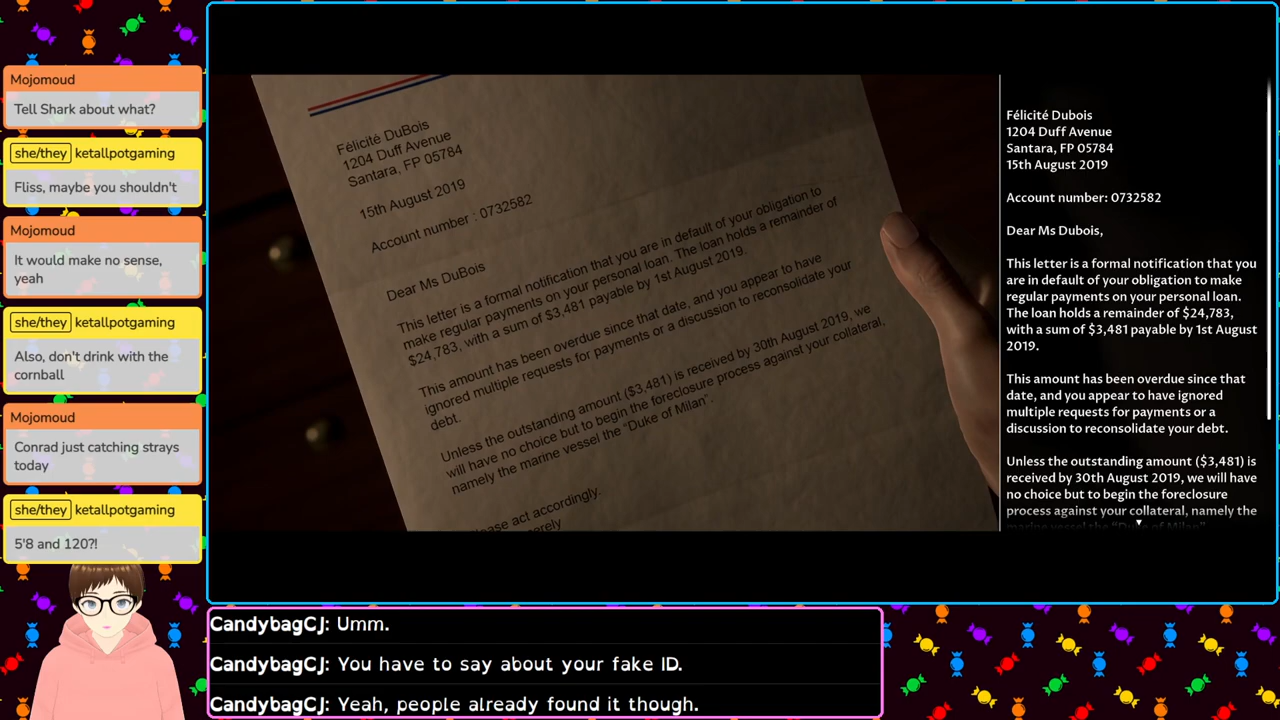 Mojomoud
Tell Shark about what?
she/they ketallpotgaming
Fliss, maybe you shouldn't
Mojomoud
It would make no sense,
yeah
she/they ketallpotgaming
Also, don't drink with the
cornball
Mojomoud
Conrad just catching strays
today
she/they ketallpotgaming
5'8 and 120?!
Félicité DuBois
1204 Duff Avenue
Santara, FP 05784
15th August 2019
Account number : 0732582
Dear Ms DuBois
This letter is a formal notification that you are in default of your obligation to
make regular payments on your personal loan. The loan holds a remainder of
$24,783, with a sum of $3,481 payable by 1st August 2019.
This amount has been overdue since that date, and you appear to have
ignored multiple requests for payments or a discussion to reconsolidate your
debt.
Unless the outstanding amount ($3,481) is received by 30th August 2019, we
will have no choice but to begin the foreclosure process against your collateral,
namely the marine vessel the "Duke of Milan".
act accordingly.
Félicité Dubois
1204 Duff Avenue
Santara, FP 05784
15th August 2019
Account number: 0732582
Dear Ms Dubois,
This letter is a formal notification that you
are in default of your obligation to make
regular payments on your personal loan.
The loan holds a remainder of $24,783,
with a sum of $3,481 payable by 1st August
2019.
This amount has been overdue since that
date, and you appear to have ignored
multiple requests for payments or a
discussion to reconsolidate your debt.
Unless the outstanding amount ($3,481) is
received by 30th August 2019, we will have
no choice but to begin the foreclosure
process against your collateral, namely the
marine vessel the "Duke of Milan".
CandybagCJ: Umm.
CandybagCJ: You have to say about your fake ID.
CandybagCJ: Yeah, people already found it though.